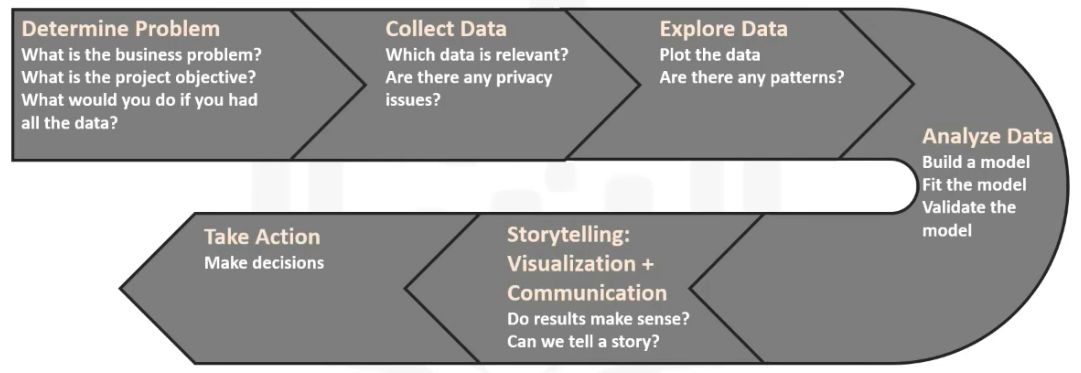 Determine Problem
What is the business problem?
What is the project objective?
What would you do if you had
all the data?
Collect Data
Which data is relevant?
Are there any privacy
issues?
Explore Data
Plot the data
Are there any patterns?
Analyze Data
Build a model
Fit the model
Validate the
model
Storytelling:
Visualization +
Communication
Do results make sense?
Can we tell a story?
Take Action
Make decisions